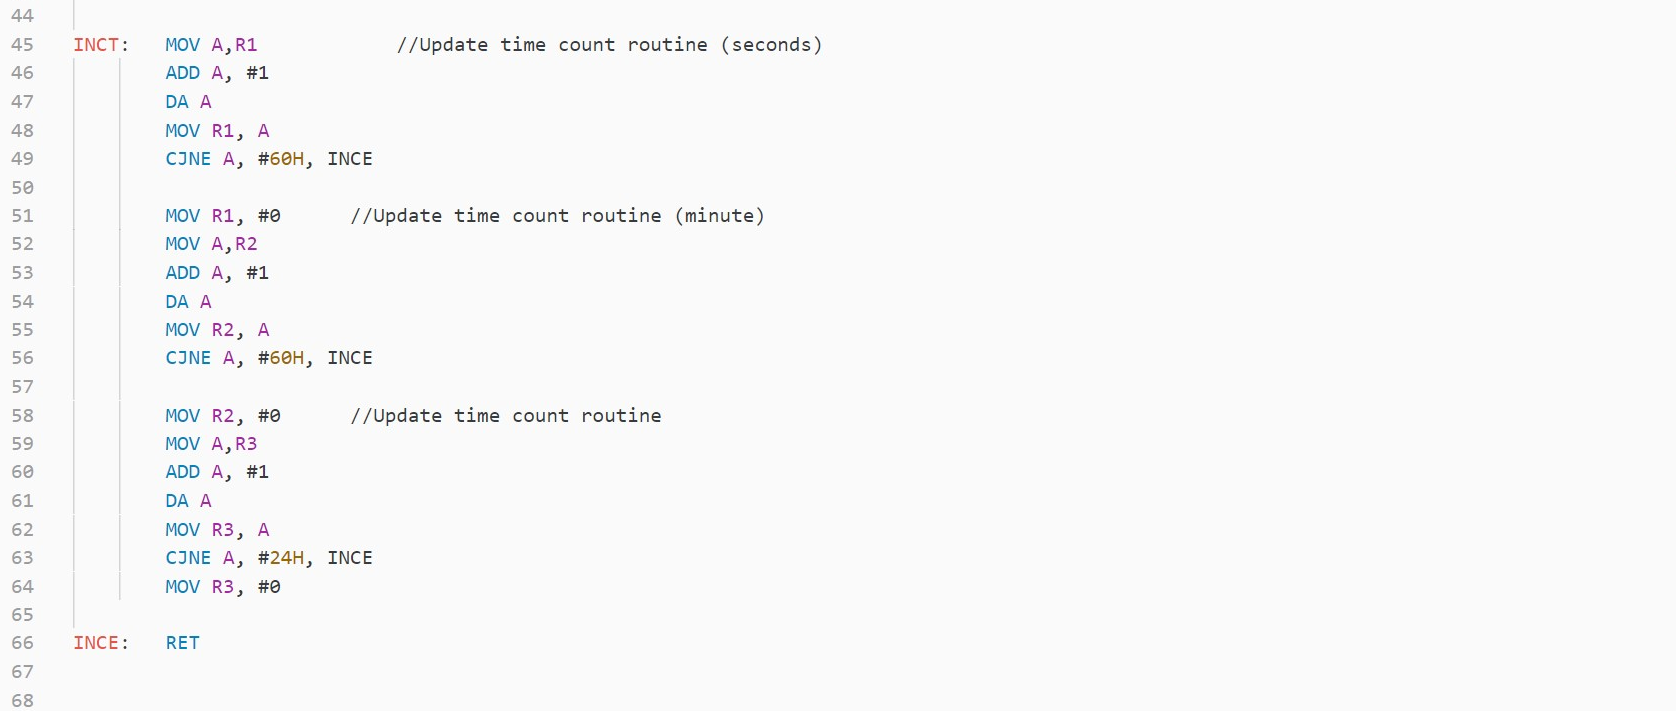 44
45 INCT: MOV A,R1 //Update time count routine (seconds)
46 ADD A, #1
47 DA A
48 MOV R1, A
49 CJNE A, #60H, INCE
50
51 MOV R1, #0 //Update time count routine (minute)
52 MOV A,R2
53 ADD A, #1
54 DA A
55 MOV R2, A
56 CJNE A, #60H, INCE
57
58 MOV R2, #0 //Update time count routine
59 MOV A,R3
60 ADD A, #1
61 DA A
62 MOV R3, A
63 CJNE A, #24H, INCE
64 MOV R3, #0
65
66 INCE: RET
67
68